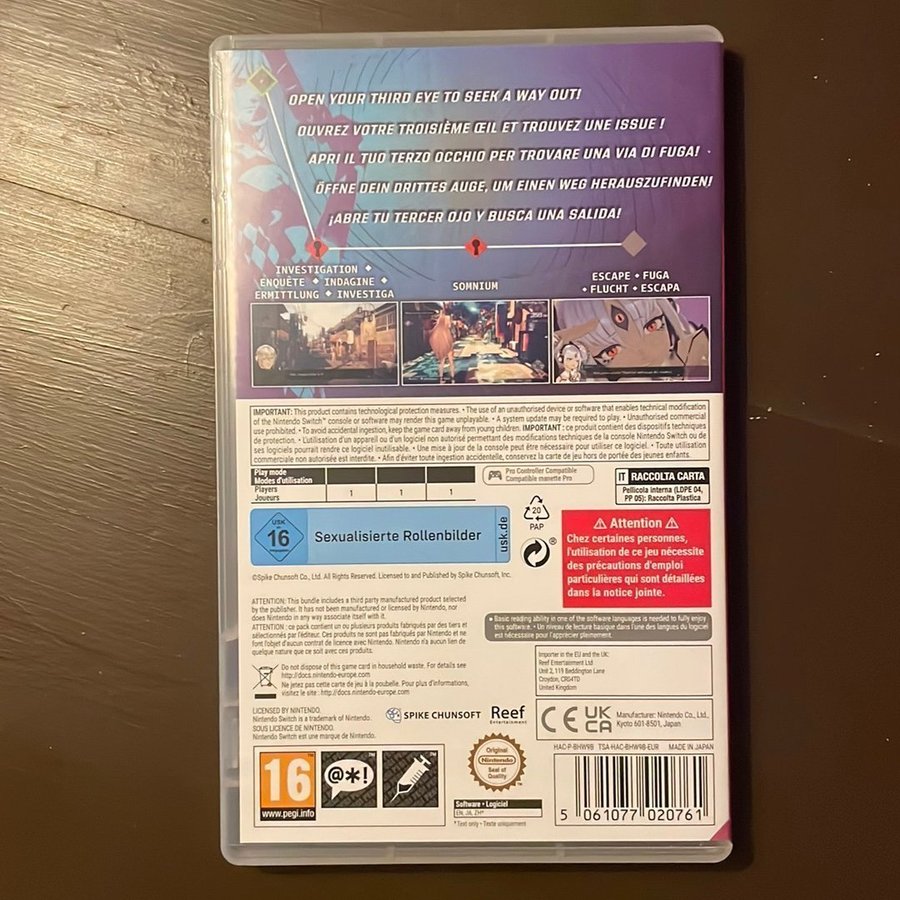 OPEN YOUR THIRD EYE TO SEEK A WAY OUT!
OUVREZ VOTRE TROISIÈME ŒIL ET TROUVEZ UNE ISSUE !
APRI IL TUO TERZO OCCHIO PER TROVARE UNA VIA DI FUGA!
ÖFFNE DEIN DRITTES AUGE, UM EINEN WEG HERAUSZUFINDEN!
¡ABRE TU TERCER OJO Y BUSCA UNA SALIDA!
INVESTIGATION ◆
ENQUÊTE ◆ INDAGINE ◆
ERMITTLUNG ◆ INVESTIGA
SOMNIUM
ESCAPE ◆ FUGA
◆ FLUCHT ◆ ESCAPA
IMPORTANT: This product contains technological protection measures. • The use of an unauthorised device or software that enables technical modification
of the Nintendo Switch™ console or software may render this game unplayable. • A system update may be required to play. • Unauthorised commercial
use prohibited. • To avoid accidental ingestion, keep the game card away from young children. IMPORTANT : ce produit contient des dispositifs techniques
de protection. • L'utilisation d'un appareil ou d'un logiciel non autorisé permettant des modifications techniques de la console Nintendo Switch ou de
ses logiciels pourrait rendre ce logiciel inutilisable. • Une mise à jour de la console peut être nécessaire pour utiliser ce logiciel. • Toute utilisation
commerciale non autorisée est interdite. • Afin d'éviter toute ingestion accidentelle, conservez la carte de jeu hors de portée des jeunes enfants.
Play mode
Modes d'utilisation
Players
Joueurs
1 1 1
Pro Controller Compatible
Compatible manette Pro
IT RACCOLTA CARTA
Pellicola interna (LDPE 04,
PP 05): Raccolta Plastica
USK
16
Sexualisierte Rollenbilder
usk.de
20
PAP
®
Attention
Chez certaines personnes,
l'utilisation de ce jeu nécessite
des précautions d'emploi
particulières qui sont détaillées
dans la notice jointe.
©Spike Chunsoft Co., Ltd. All Rights Reserved. Licensed to and Published by Spike Chunsoft, Inc.
ATTENTION: This bundle includes a third party manufactured product selected
by the publisher. It has not been manufactured or licensed by Nintendo, nor
does Nintendo in any way associate itself with it.
ATTENTION : ce pack contient un ou plusieurs produits fabriqués par des tiers et
sélectionnés par l'éditeur. Ces produits ne sont pas fabriqués par Nintendo et ne
font l'objet d'aucun contrat de licence avec Nintendo. Nintendo n'a aucun lien de
quelque nature que ce soit avec ces produits.
• Basic reading ability in one of the software languages is needed to fully enjoy
this software. • Un niveau de lecture basique dans l'une des langues du logiciel
est nécessaire pour l'apprécier pleinement.
Do not dispose of this game card in household waste. For details see
http://docs.nintendo-europe.com
Ne jetez pas cette carte de jeu à la poubelle. Pour plus d'informations,
visitez le site : http://docs.nintendo-europe.com
Importer in the EU and the UK:
Reef Entertainment Ltd
Unit 2, 119 Beddington Lane
Croydon, CR04TD
United Kingdom
LICENSED BY NINTENDO.
Nintendo Switch is a trademark of Nintendo.
SOUS LICENCE DE NINTENDO.
Nintendo Switch est une marque de Nintendo.
SPIKE CHUNSOFT
Reef
Entertainment
CE UK
CA
Manufacturer: Nintendo Co., Ltd.,
Kyoto 601-8501, Japan
HAC-P-BHW9B TSA-HAC-BHW9B-EUR MADE IN JAPAN
16
www.pegi.info
@*!
Original
Nintendo
Seal of
Quality
Software • Logiciel
EN, JA, ZH*
*Text only • Texte uniquement
5 061077 020761